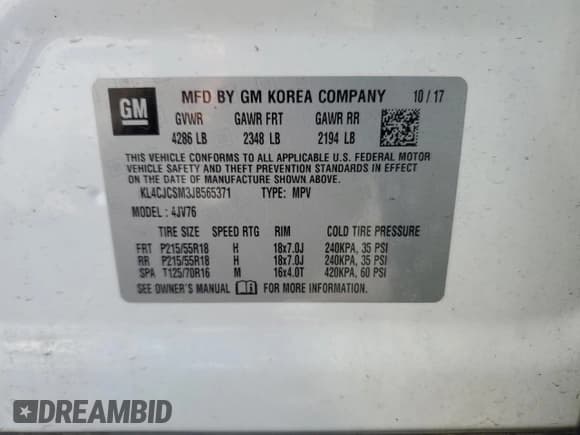 GM MFD BY GM KOREA COMPANY 10/17
GVWR GAWR FRT GAWR RR
4286 LB 2348 LB 2194 LB
THIS VEHICLE CONFORMS TO ALL APPLICABLE U.S. FEDERAL MOTOR
VEHICLE SAFETY, BUMPER, AND THEFT PREVENTION STANDARDS IN EFFECT
ON THE DATE OF MANUFACTURE SHOWN ABOVE.
KL4CJCSM3JB565371 TYPE: MPV
MODEL: 4JV76
TIRE SIZE SPEED RTG RIM COLD TIRE PRESSURE
FRT P215/55R18 H 18x7.0J 240KPA, 35 PSI
RR P215/55R18 H 18x7.0J 240KPA, 35 PSI
SPA T125/70R16 M 16x4.0T 420KPA, 60 PSI
SEE OWNER'S MANUAL FOR MORE INFORMATION.
DREAMBID